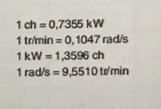 1 ch = 0,7355 kW
1 tr/min = 0,1047 rad/s
1 kW = 1,3596 ch
1 rad/s = 9,5510 tr/min